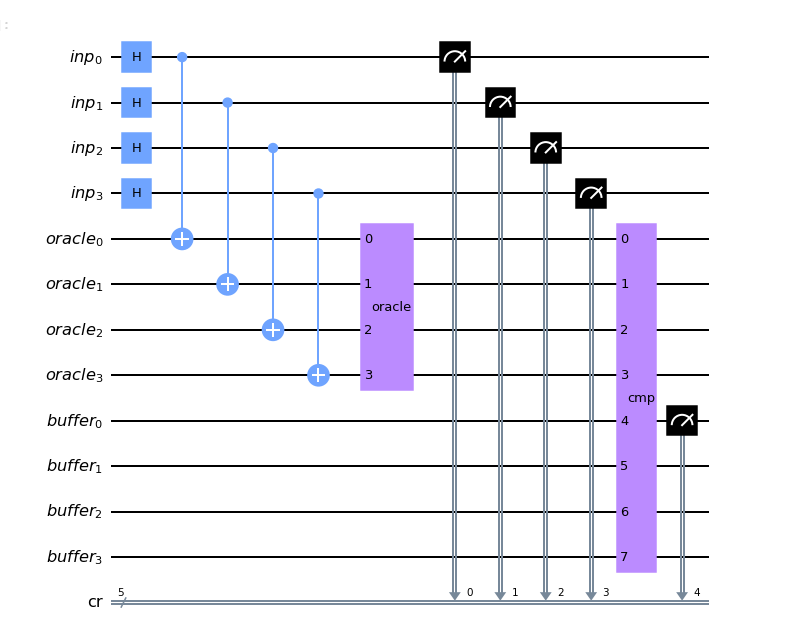 :
inp0 H
inp1 H
inp2 H
inp3 H
oracle0 0 0
oracle1 1 1
oracle
oracle2 2 2
oracle3 3 3
cmp
buffer0 4
buffer1 5
buffer2 6
buffer3 7
5 0 1 2 3 4
cr